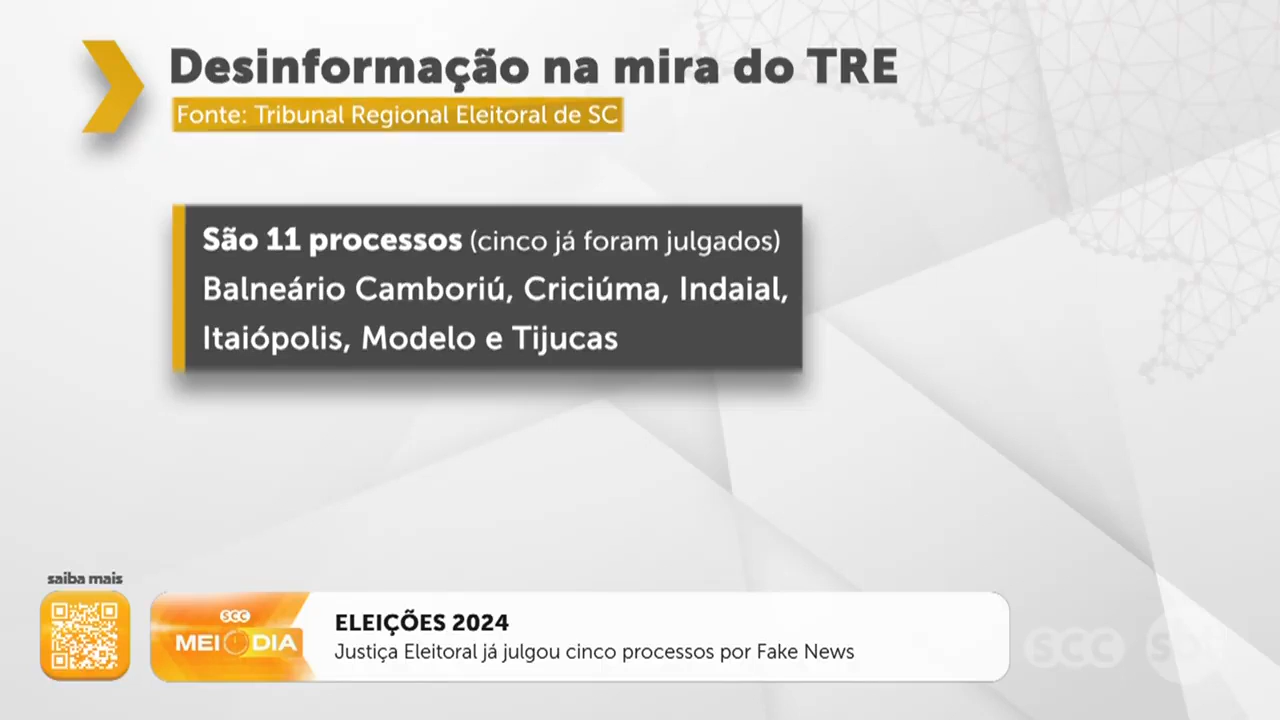 Desinformação na mira do TRE
Fonte: Tribunal Regional Eleitoral de SC
São 11 processos (cinco já foram julgados)
Balneário Camboriú, Criciúma, Indaial,
Itaiópolis, Modelo e Tijucas
saiba mais
scc
MEIODIA
ELEIÇÕES 2024
Justiça Eleitoral já julgou cinco processos por Fake News
scc